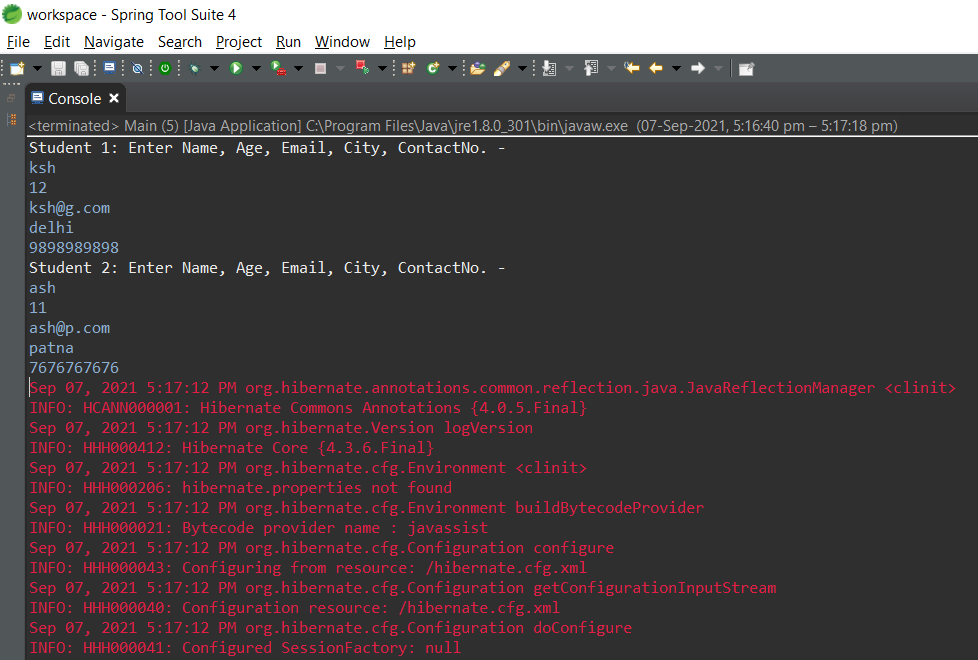 workspace - Spring Tool Suite 4
File Edit Navigate Search Project Run Window Help
Console
<terminated> Main (5) [Java Application] C:\Program Files\Java\jre1.8.0_301\bin\javaw.exe (07-Sep-2021, 5:16:40 pm – 5:17:18 pm)
Student 1: Enter Name, Age, Email, City, ContactNo. -
ksh
12
ksh@g.com
delhi
9898989898
Student 2: Enter Name, Age, Email, City, ContactNo. -
ash
11
ash@p.com
patna
7676767676
Sep 07, 2021 5:17:12 PM org.hibernate.annotations.common.reflection.java.JavaReflectionManager <clinit>
INFO: HCANN000001: Hibernate Commons Annotations {4.0.5.Final}
Sep 07, 2021 5:17:12 PM org.hibernate.Version logVersion
INFO: HHH000412: Hibernate Core {4.3.6.Final}
Sep 07, 2021 5:17:12 PM org.hibernate.cfg.Environment <clinit>
INFO: HHH000206: hibernate.properties not found
Sep 07, 2021 5:17:12 PM org.hibernate.cfg.Environment buildBytecodeProvider
INFO: HHH000021: Bytecode provider name : javassist
Sep 07, 2021 5:17:12 PM org.hibernate.cfg.Configuration configure
INFO: HHH000043: Configuring from resource: /hibernate.cfg.xml
Sep 07, 2021 5:17:12 PM org.hibernate.cfg.Configuration getConfigurationInputStream
INFO: HHH000040: Configuration resource: /hibernate.cfg.xml
Sep 07, 2021 5:17:12 PM org.hibernate.cfg.Configuration doConfigure
INFO: HHH000041: Configured SessionFactory: null